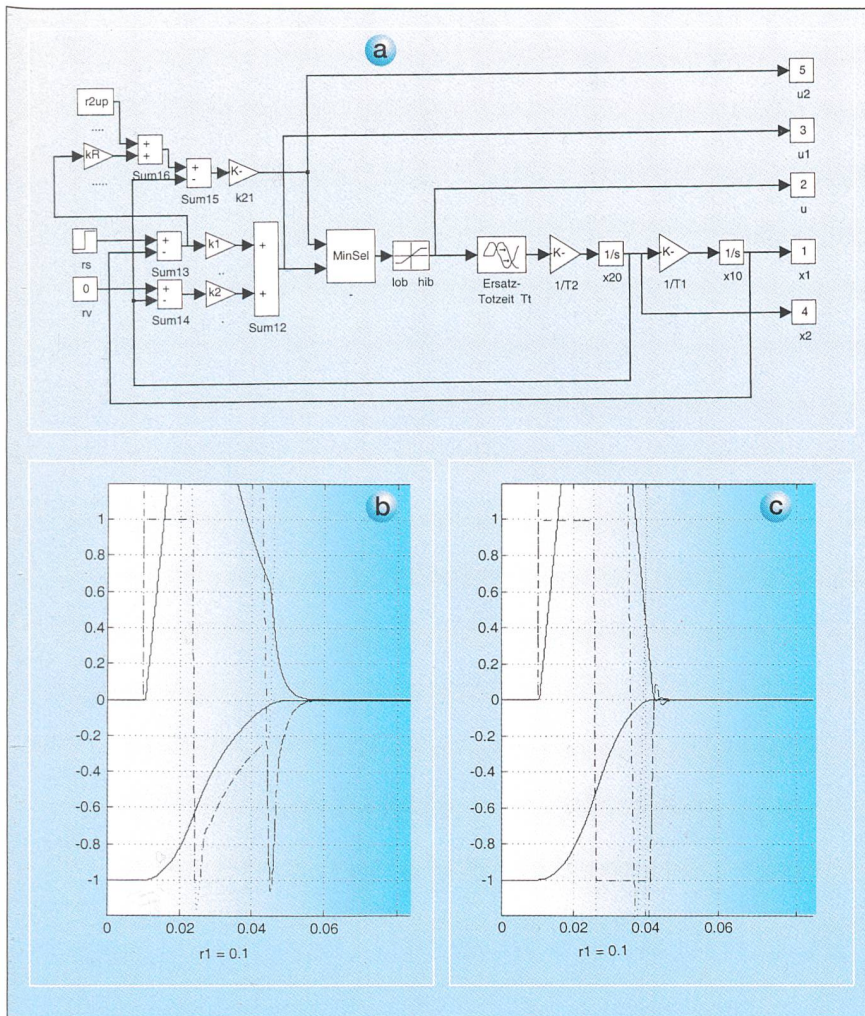 a
5
u2
r2up
.....
3
u1
kR
+
+
Sum16
+
-
Sum15
K-
k21
2
u
.....
rs
+
-
Sum13
k1
..
+
MinSel
-
lob hib
Ersatz-
Totzeit Tt
K-
1/T2
1/s
x20
K-
1/T1
1/s
x10
1
x1
0
rv
+
-
Sum14
k2
.
+
Sum12
4
x2
b
1
0.8
0.6
0.4
0.2
0
-0.2
-0.4
-0.6
-0.8
-1
0 0.02 0.04 0.06
r1 = 0.1
c
1
0.8
0.6
0.4
0.2
0
-0.2
-0.4
-0.6
-0.8
-1
0 0.02 0.04 0.06
r1 = 0.1